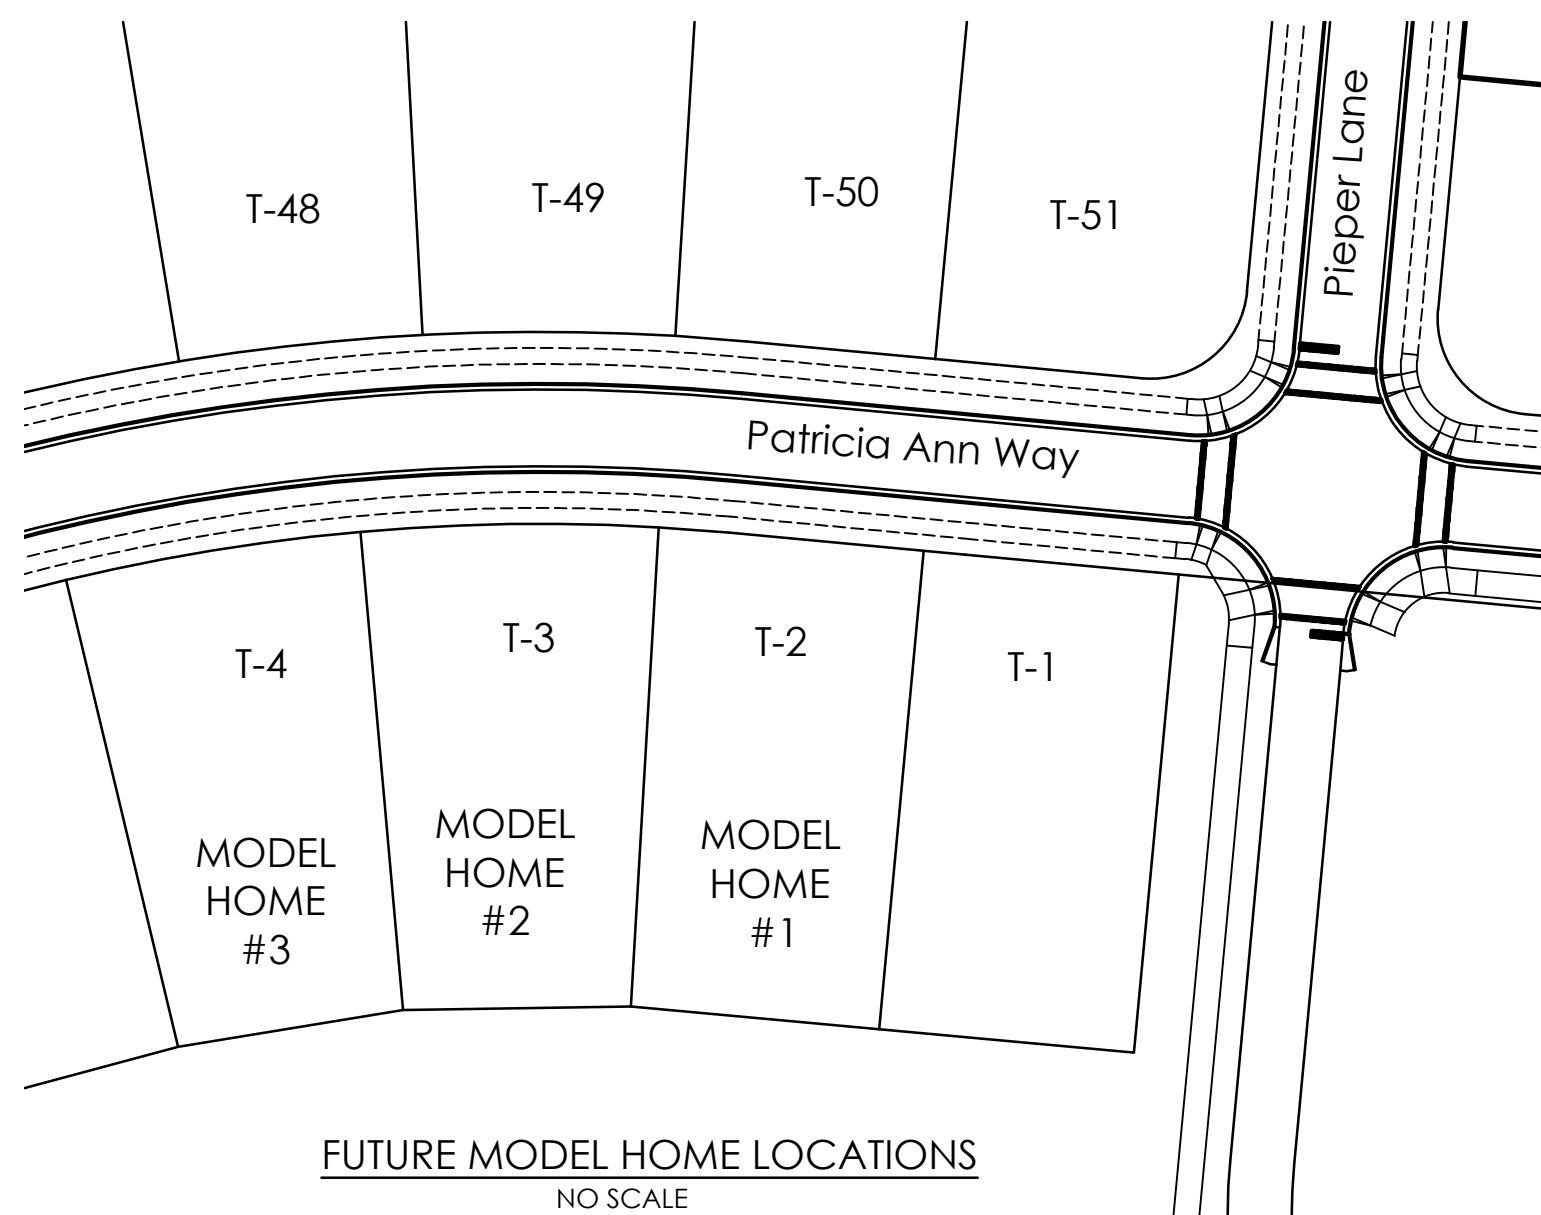 Pieper Lane
T-48
T-49
T-50
T-51
Patricia Ann Way
T-4
T-3
T-2
T-1
MODEL
HOME
#3
MODEL
HOME
#2
MODEL
HOME
#1
FUTURE MODEL HOME LOCATIONS
NO SCALE